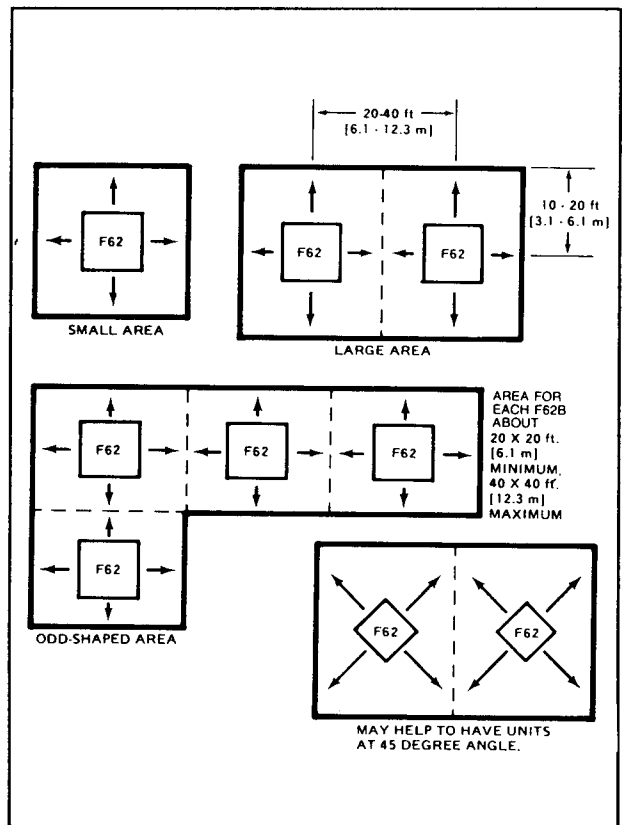 20-40 ft
[6.1 - 12.3 m]
10 - 20 ft
[3.1 - 6.1 m]
F62
SMALL AREA
F62
F62
LARGE AREA
F62
F62
F62
AREA FOR
EACH F62B
ABOUT
20 X 20 ft.
[6.1 m]
MINIMUM,
40 X 40 ft.
[12.3 m]
MAXIMUM
F62
ODD-SHAPED AREA
F62
F62
MAY HELP TO HAVE UNITS
AT 45 DEGREE ANGLE.